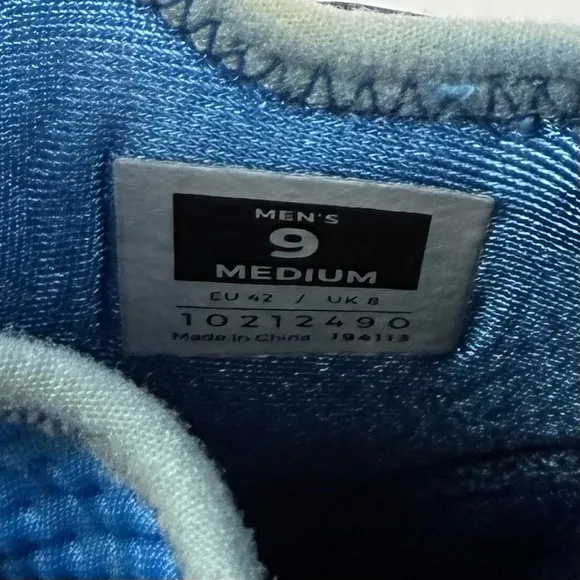 MEN'S
9
MEDIUM
EU 42 / UK 8
10212490
Made in China 194113